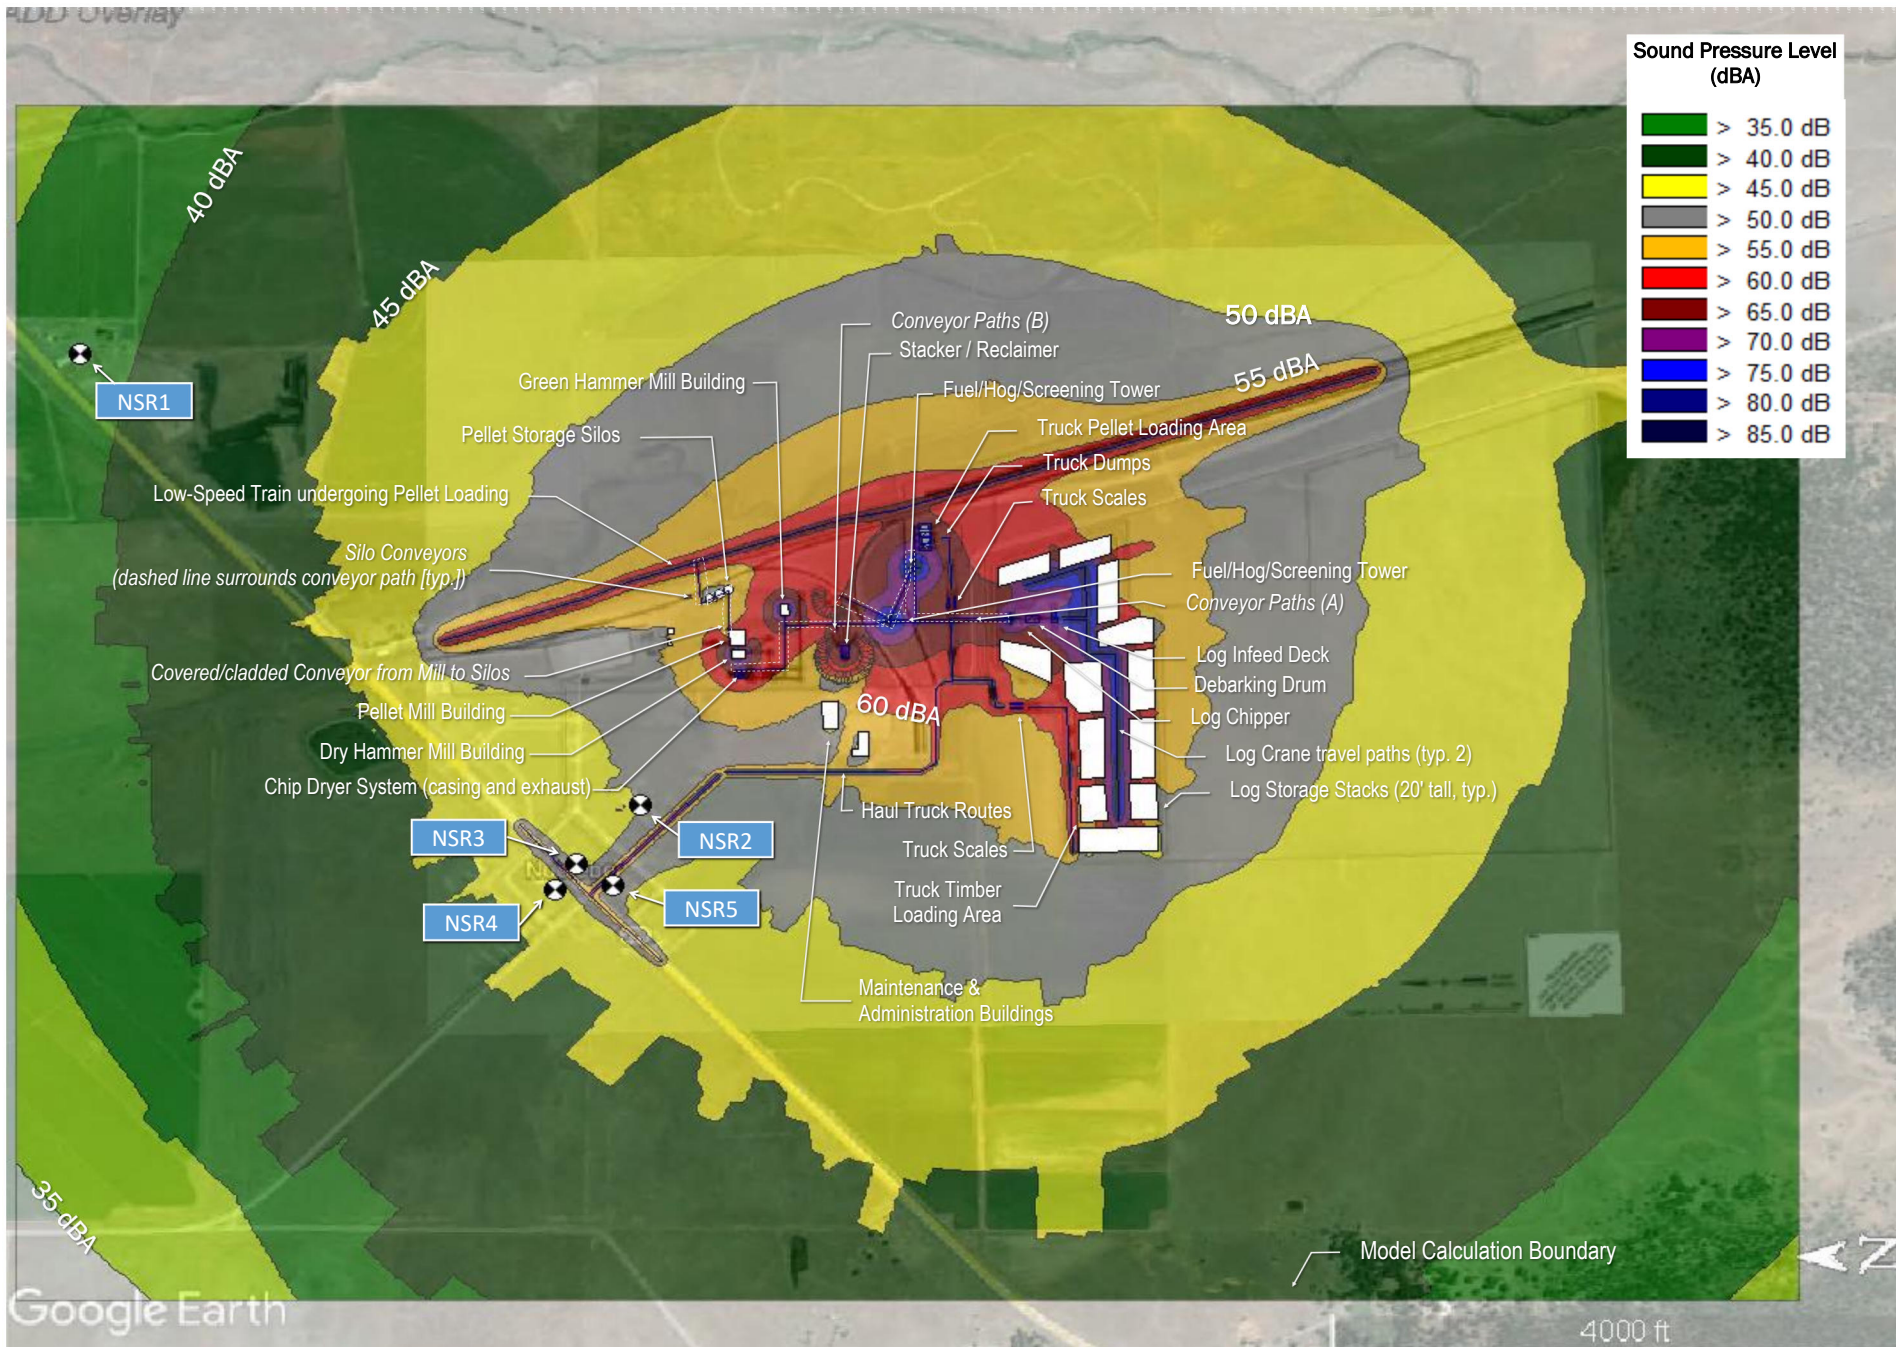 ADD Overlay
Sound Pressure Level
(dBA)
> 35.0 dB
> 40.0 dB
> 45.0 dB
> 50.0 dB
> 55.0 dB
> 60.0 dB
> 65.0 dB
> 70.0 dB
> 75.0 dB
> 80.0 dB
> 85.0 dB
40 dBA
45 dBA
50 dBA
55 dBA
Conveyor Paths (B)
Stacker / Reclaimer
Green Hammer Mill Building
Fuel/Hog/Screening Tower
NSR1
Pellet Storage Silos
Truck Pellet Loading Area
Truck Dumps
Low-Speed Train undergoing Pellet Loading
Truck Scales
Silo Conveyors
(dashed line surrounds conveyor path [typ.])
Fuel/Hog/Screening Tower
Conveyor Paths (A)
Covered/cladded Conveyor from Mill to Silos
Log Infeed Deck
Debarking Drum
Pellet Mill Building
60 dBA
Log Chipper
Dry Hammer Mill Building
Log Crane travel paths (typ. 2)
Chip Dryer System (casing and exhaust)
Log Storage Stacks (20' tall, typ.)
Haul Truck Routes
NSR3
NSR2
Truck Scales
NSR4
NSR5
Truck Timber
Loading Area
Maintenance &
Administration Buildings
35 dBA
Model Calculation Boundary
Z
Google Earth
4000 ft